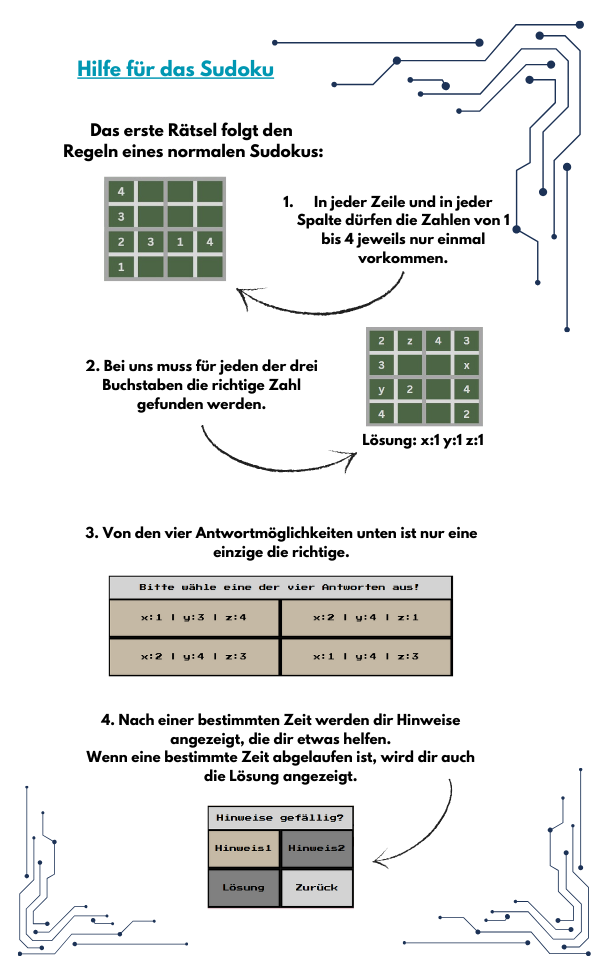 Hilfe für das Sudoku
Das erste Rätsel folgt den
Regeln eines normalen Sudokus:
4
3
2 3 1 4
1
1. In jeder Zeile und in jeder
Spalte dürfen die Zahlen von 1
bis 4 jeweils nur einmal
vorkommen.
2 z 4 3
3 x
y 2 4
4 2
Lösung: x:1 y:1 z:1
2. Bei uns muss für jeden der drei
Buchstaben die richtige Zahl
gefunden werden.
3. Von den vier Antwortmöglichkeiten unten ist nur eine
einzige die richtige.
Bitte wähle eine der vier Antworten aus!
x:1 | y:3 | z:4 x:2 | y:4 | z:1
x:2 | y:4 | z:3 x:1 | y:4 | z:3
4. Nach einer bestimmten Zeit werden dir Hinweise
angezeigt, die dir etwas helfen.
Wenn eine bestimmte Zeit abgelaufen ist, wird dir auch
die Lösung angezeigt.
Hinweise gefällig?
Hinweis1 Hinweis2
Lösung Zurück